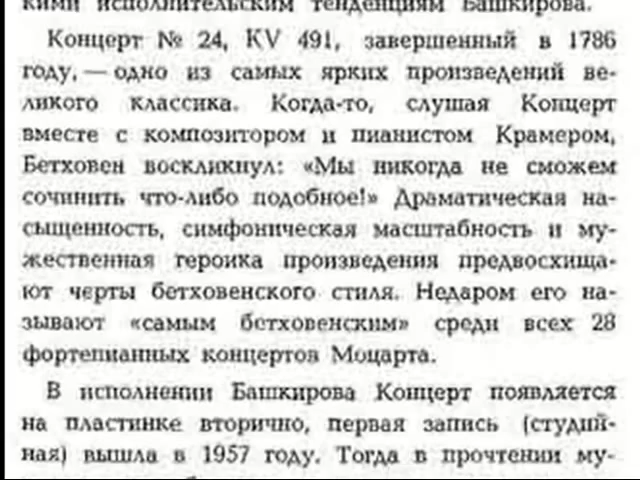 кими исполнительским тенденциям Башкирова.
Концерт № 24, KV 491, завершенный в 1786
году, — одно из самых ярких произведений ве-
ликого классика. Когда-то, слушая Концерт
вместе с композитором и пианистом Крамером,
Бетховен воскликнул: «Мы никогда не сможем
сочинить что-либо подобное!» Драматическая на-
сыщенность, симфоническая масштабность и му-
жественная героика произведения предвосхища-
ют черты бетховенского стиля. Недаром его на-
зывают «самым бетховенским» среди всех 28
фортепианных концертов Моцарта.
В исполнении Башкирова Концерт появляется
на пластинке вторично, первая запись (студий-
ная) вышла в 1957 году. Тогда в прочтении му-